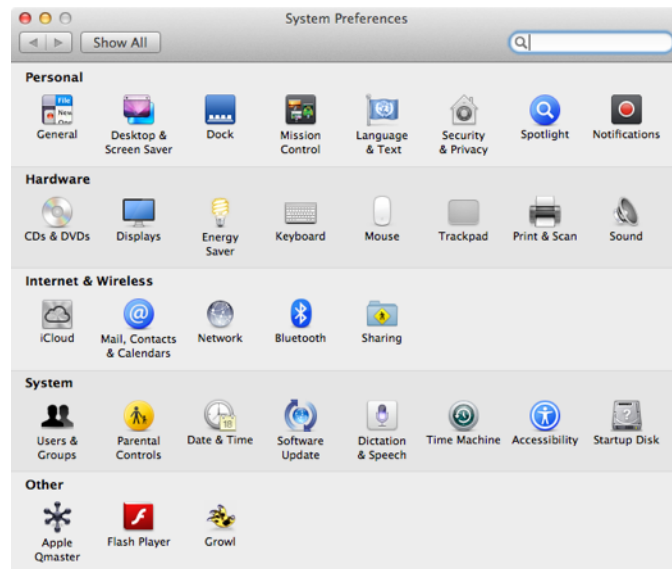 System Preferences
Show All
Personal
General
Desktop &
Screen Saver
Dock
Mission
Control
Language
& Text
Security
& Privacy
Spotlight
Notifications
Hardware
CDs & DVDs
Displays
Energy
Saver
Keyboard
Mouse
Trackpad
Print & Scan
Sound
Internet & Wireless
iCloud
Mail, Contacts
& Calendars
Network
Bluetooth
Sharing
System
Users &
Groups
Parental
Controls
Date & Time
18
Software
Update
Dictation
& Speech
Time Machine
Accessibility
Startup Disk
Other
Apple
Qmaster
Flash Player
Growl
File
New